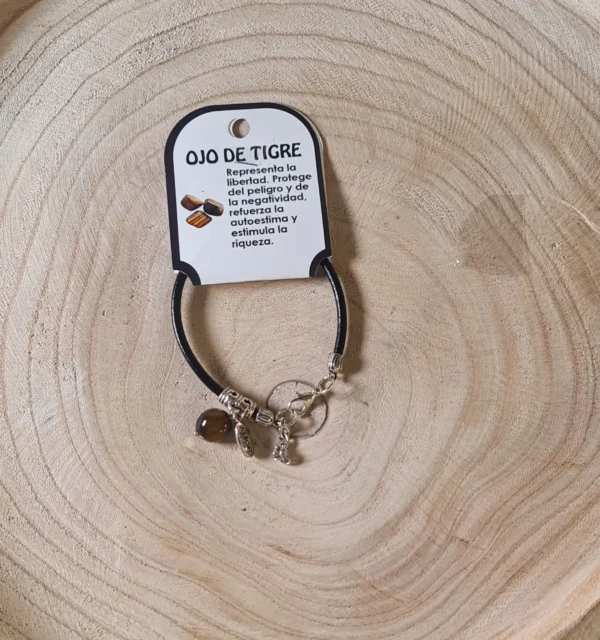 OJO DE TIGRE
Representa la
libertad. Protege
del peligro y de
la negatividad,
refuerza la
autoestima y
estimula la
riqueza.